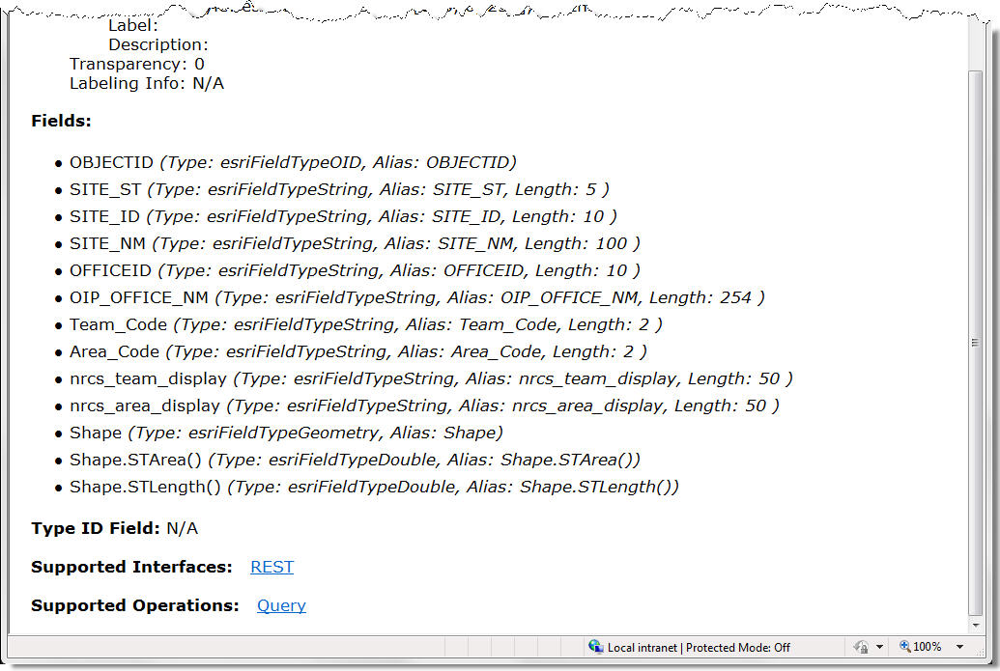 Label:
Description:
Transparency: 0
Labeling Info: N/A
Fields:
● OBJECTID (Type: esriFieldTypeOID, Alias: OBJECTID)
● SITE_ST (Type: esriFieldTypeString, Alias: SITE_ST, Length: 5 )
● SITE_ID (Type: esriFieldTypeString, Alias: SITE_ID, Length: 10 )
● SITE_NM (Type: esriFieldTypeString, Alias: SITE_NM, Length: 100 )
● OFFICEID (Type: esriFieldTypeString, Alias: OFFICEID, Length: 10 )
● OIP_OFFICE_NM (Type: esriFieldTypeString, Alias: OIP_OFFICE_NM, Length: 254 )
● Team_Code (Type: esriFieldTypeString, Alias: Team_Code, Length: 2 )
● Area_Code (Type: esriFieldTypeString, Alias: Area_Code, Length: 2 )
● nrcs_team_display (Type: esriFieldTypeString, Alias: nrcs_team_display, Length: 50 )
● nrcs_area_display (Type: esriFieldTypeString, Alias: nrcs_area_display, Length: 50 )
● Shape (Type: esriFieldTypeGeometry, Alias: Shape)
● Shape.STArea() (Type: esriFieldTypeDouble, Alias: Shape.STArea())
● Shape.STLength() (Type: esriFieldTypeDouble, Alias: Shape.STLength())
Type ID Field: N/A
Supported Interfaces: REST
Supported Operations: Query
Local intranet | Protected Mode: Off 100%